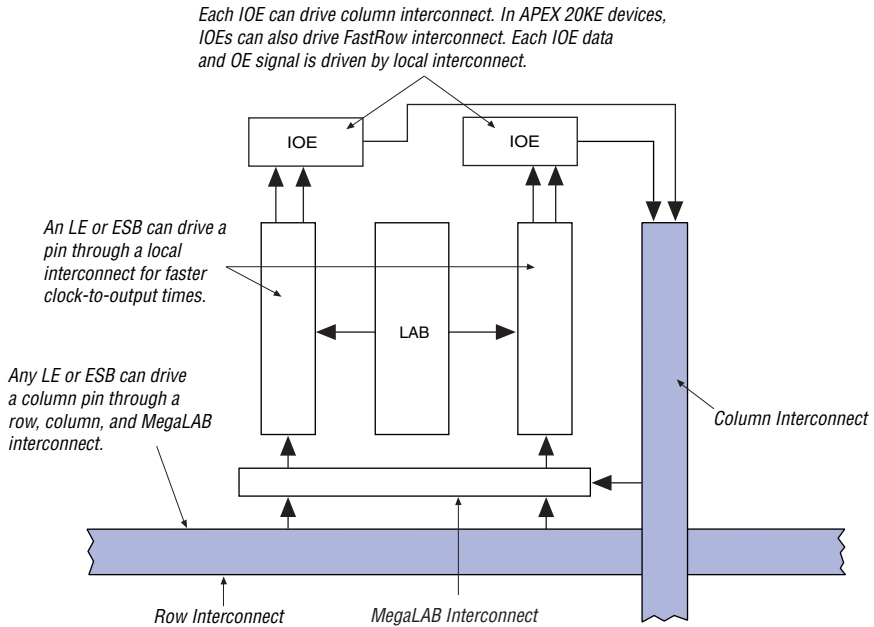 Each IOE can drive column interconnect. In APEX 20KE devices,
IOEs can also drive FastRow interconnect. Each IOE data
and OE signal is driven by local interconnect.
IOE
IOE
An LE or ESB can drive a
pin through a local
interconnect for faster
clock-to-output times.
LAB
Any LE or ESB can drive
a column pin through a
row, column, and MegaLAB
interconnect.
Column Interconnect
Row Interconnect
MegaLAB Interconnect